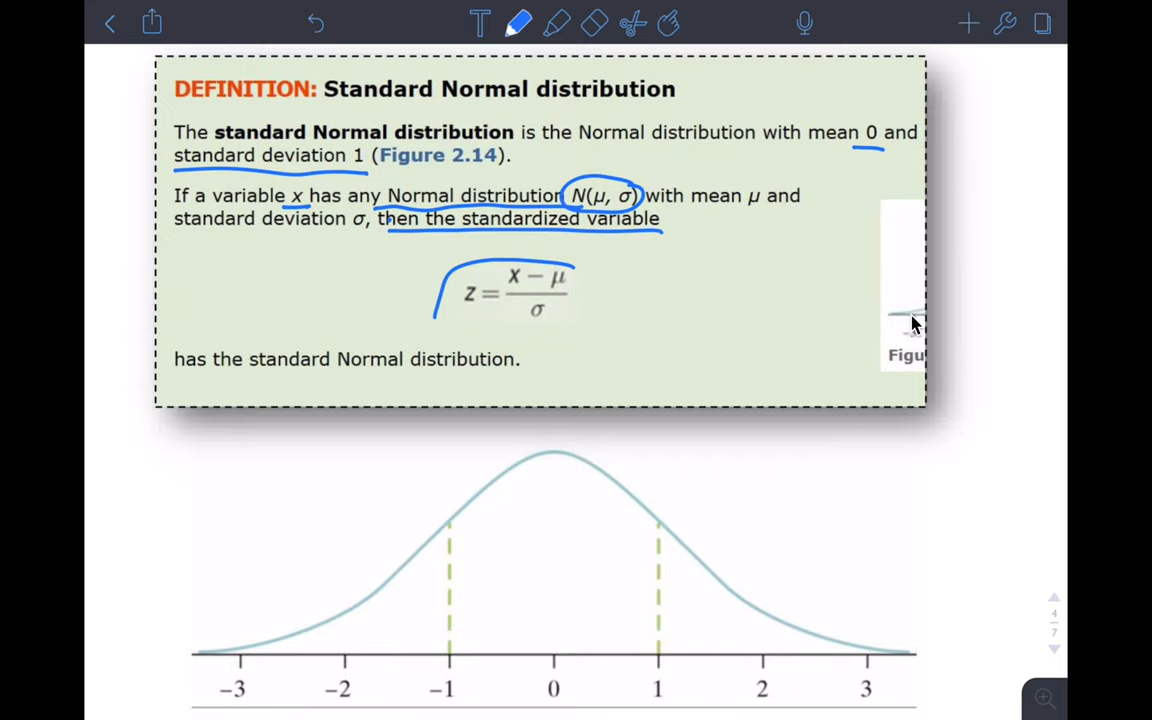 DEFINITION: Standard Normal distribution
The standard Normal distribution is the Normal distribution with mean 0 and
standard deviation 1 (Figure 2.14).
If a variable x has any Normal distribution N(μ, σ) with mean μ and
standard deviation σ, then the standardized variable
z = x − μ
σ
has the standard Normal distribution.
Figu
−3 −2 −1 0 1 2 3
4
7